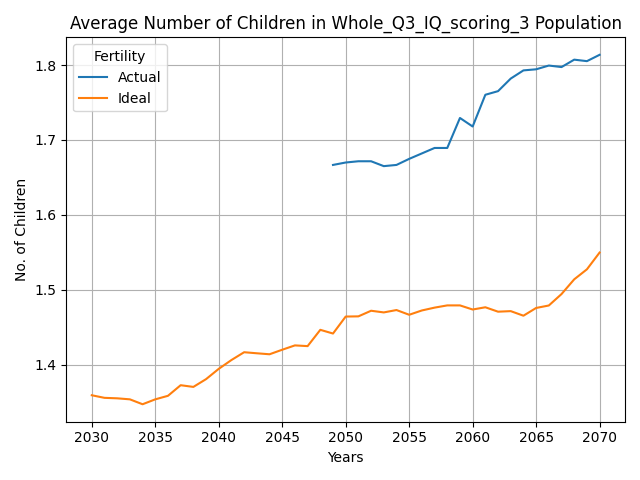 Average Number of Children in Whole_Q3_IQ_scoring_3 Population
Fertility
Actual
Ideal
No. of Children
1.8
1.7
1.6
1.5
1.4
2030 2035 2040 2045 2050 2055 2060 2065 2070
Years